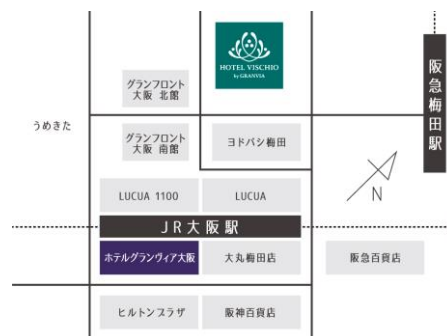 HOTEL VISCHIO
by GRANVIA
阪急梅田駅
グランフロント
大阪 北館
うめきた
グランフロント
大阪 南館
ヨドバシ梅田
N
LUCUA 1100
LUCUA
JR大阪駅
ホテルグランヴィア大阪
大丸梅田店
阪急百貨店
ヒルトンプラザ
阪神百貨店